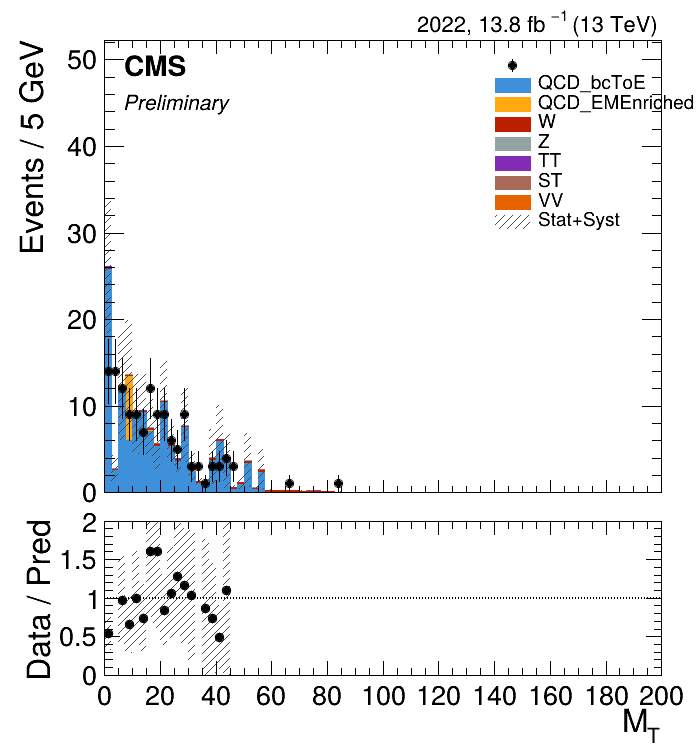 2022, 13.8 fb⁻¹ (13 TeV)
CMS
Preliminary
Events / 5 GeV
50
40
30
20
10
0
QCD_bcToE
QCD_EMEnriched
W
Z
TT
ST
VV
Stat+Syst
Data / Pred
2
1.5
1
0.5
0
0 20 40 60 80 100 120 140 160 180 200
M_T